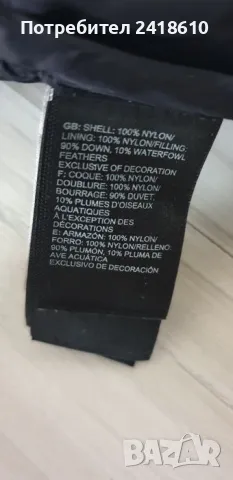 Потребител 2418610
GB: SHELL: 100% NYLON/
LINING: 100% NYLON/FILLING:
90% DOWN, 10% WATERFOWL
FEATHERS
EXCLUSIVE OF DECORATION
F: COQUE: 100% NYLON/
DOUBLURE: 100% NYLON/
BOURRAGE: 90% DUVET.
10% PLUMES D'OISEAUX
AQUATIQUES
À L'EXCEPTION DES
DÉCORATIONS
E: ARMAZÓN: 100% NYLON/
FORRO: 100% NYLON/RELLENO:
90% PLUMÓN, 10% PLUMA DE
AVE ACUÁTICA
EXCLUSIVO DE DECORACIÓN
BAZAR
bg